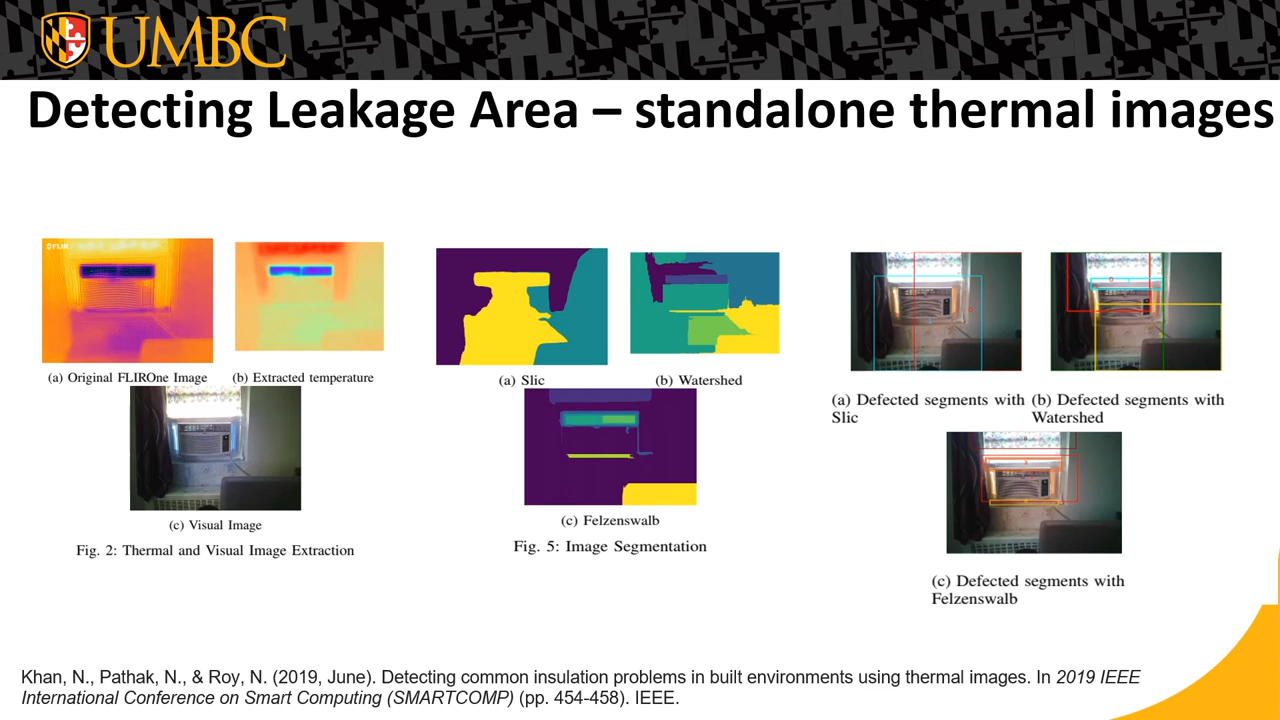 UMBC
Detecting Leakage Area – standalone thermal images
FLIR
(a) Original FLIROne Image
(b) Extracted temperature
(c) Visual Image
Fig. 2: Thermal and Visual Image Extraction
(a) Slic
(b) Watershed
(c) Felzenswalb
Fig. 5: Image Segmentation
(a) Defected segments with
Slic
(b) Defected segments with
Watershed
(c) Defected segments with
Felzenswalb
Khan, N., Pathak, N., & Roy, N. (2019, June). Detecting common insulation problems in built environments using thermal images. In 2019 IEEE
International Conference on Smart Computing (SMARTCOMP) (pp. 454-458). IEEE.